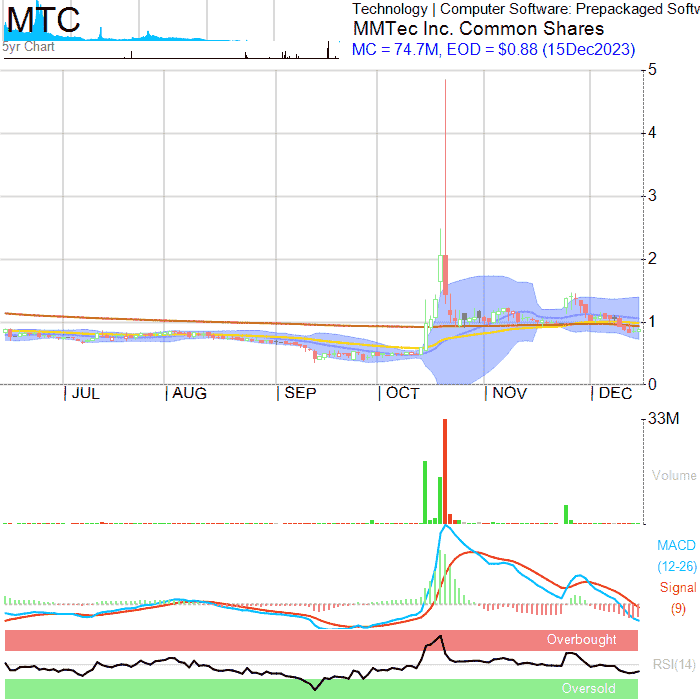 MTC
5yr Chart
Technology | Computer Software: Prepackaged Softw
MMTec Inc. Common Shares
MC = 74.7M, EOD = $0.88 (15Dec2023)
5
4
3
2
1
0
JUL
AUG
SEP
OCT
NOV
DEC
33M
Volume
MACD
(12-26)
Signal
(9)
Overbought
RSI(14)
Oversold